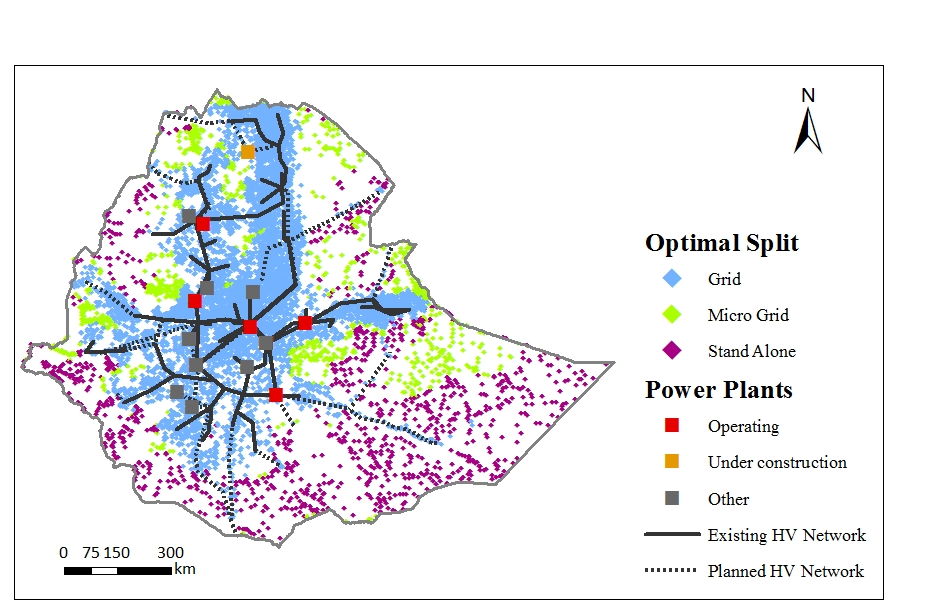 N
Optimal Split
Grid
Micro Grid
Stand Alone
Power Plants
Operating
Under construction
Other
Existing HV Network
Planned HV Network
0 75 150 300
km